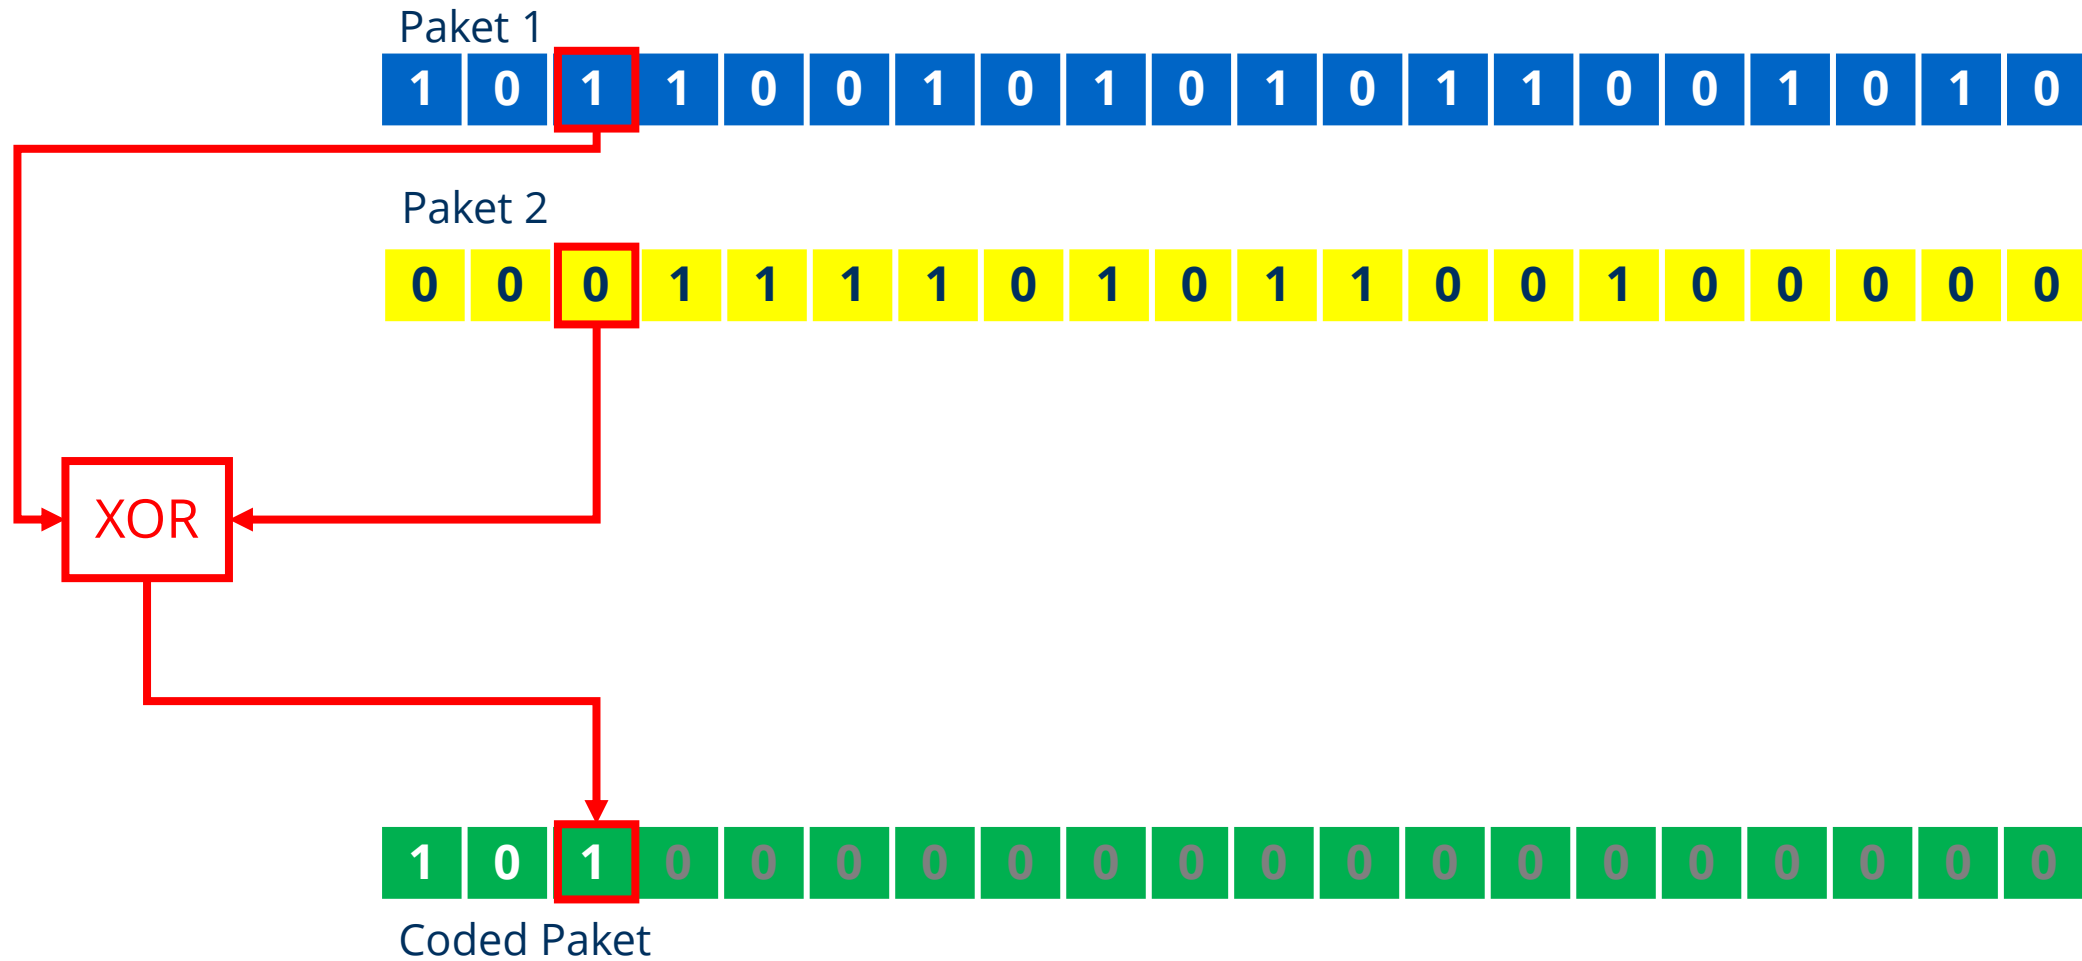 Paket 1
1 0 1 1 0 0 1 0 1 0 1 0 1 1 0 0 1 0 1 0
Paket 2
0 0 0 1 1 1 1 0 1 0 1 1 0 0 1 0 0 0 0 0
XOR
1 0 1 0 0 0 0 0 0 0 0 0 0 0 0 0 0 0 0 0
Coded Paket